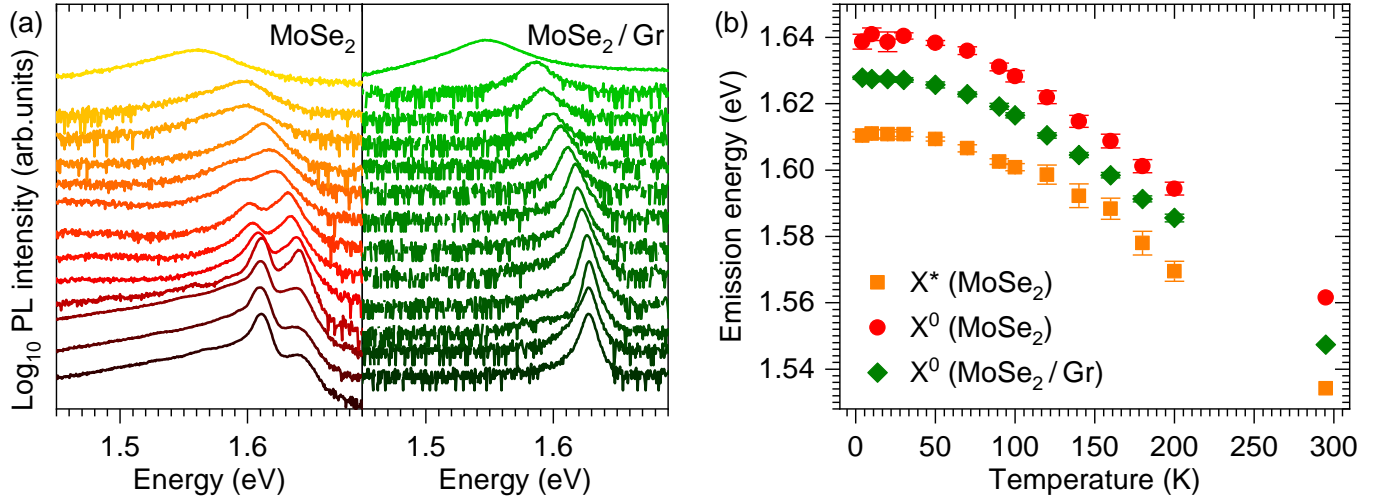 (a)
MoSe₂
MoSe₂ / Gr
Log₁₀ PL intensity (arb.units)
1.5
1.6
1.5
1.6
Energy (eV)
Energy (eV)
(b)
1.64
1.62
1.60
1.58
1.56
1.54
Emission energy (eV)
X* (MoSe₂)
X⁰ (MoSe₂)
X⁰ (MoSe₂ / Gr)
0
50
100
150
200
250
300
Temperature (K)